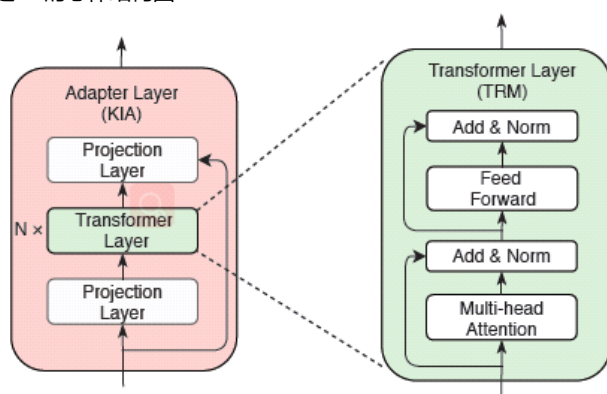 Adapter Layer
(KIA)
Projection
Layer
N ×
Transformer
Layer
Projection
Layer
Transformer Layer
(TRM)
Add & Norm
Feed
Forward
Add & Norm
Multi-head
Attention